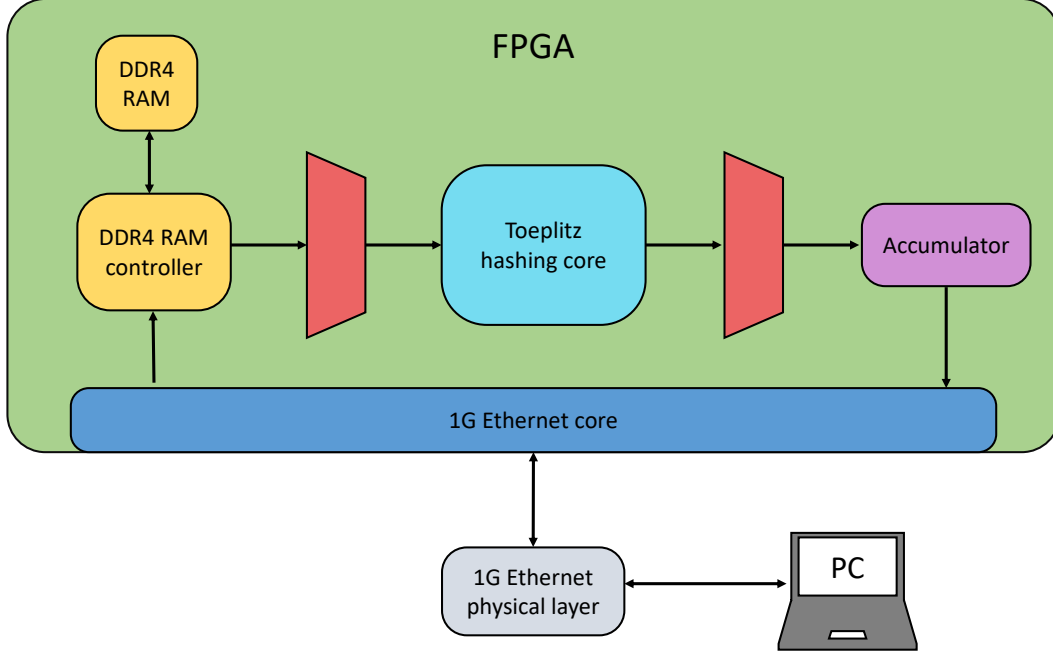 FPGA
DDR4
RAM
DDR4 RAM
controller
Toeplitz
hashing core
Accumulator
1G Ethernet core
1G Ethernet
physical layer
PC